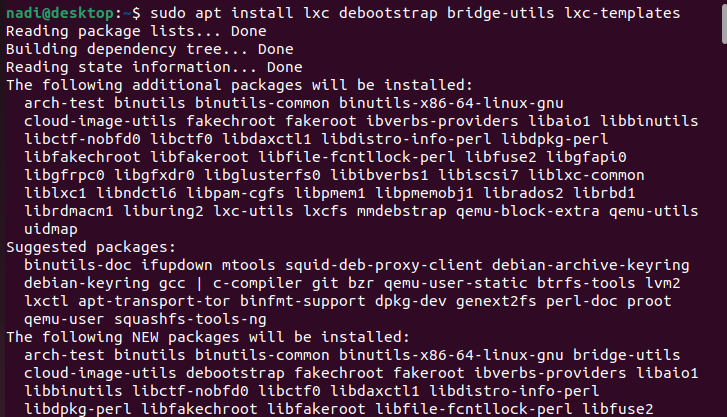 nadi@desktop:~$ sudo apt install lxc debootstrap bridge-utils lxc-templates
Reading package lists... Done
Building dependency tree... Done
Reading state information... Done
The following additional packages will be installed:
  arch-test binutils binutils-common binutils-x86-64-linux-gnu
  cloud-image-utils fakechroot fakeroot ibverbs-providers libaio1 libbinutils
  libctf-nobfd0 libctf0 libdaxctl1 libdistro-info-perl libdpkg-perl
  libfakechroot libfakeroot libfile-fcntllock-perl libfuse2 libgfapi0
  libgfrpc0 libgfxdr0 libglusterfs0 libibverbs1 libiscsi7 liblxc-common
  liblxc1 libndctl6 libpam-cgfs libpmem1 libpmemobj1 librados2 librbd1
  librdmacm1 liburing2 lxc-utils lxcfs mmdebstrap qemu-block-extra qemu-utils
  uidmap
Suggested packages:
  binutils-doc ifupdown mtools squid-deb-proxy-client debian-archive-keyring
  debian-keyring gcc | c-compiler git bzr qemu-user-static btrfs-tools lvm2
  lxctl apt-transport-tor binfmt-support dpkg-dev genext2fs perl-doc proot
  qemu-user squashfs-tools-ng
The following NEW packages will be installed:
  arch-test binutils binutils-common binutils-x86-64-linux-gnu bridge-utils
  cloud-image-utils debootstrap fakechroot fakeroot ibverbs-providers libaio1
  libbinutils libctf-nobfd0 libctf0 libdaxctl1 libdistro-info-perl
  libdpkg-perl libfakechroot libfakeroot libfile-fcntllock-perl libfuse2